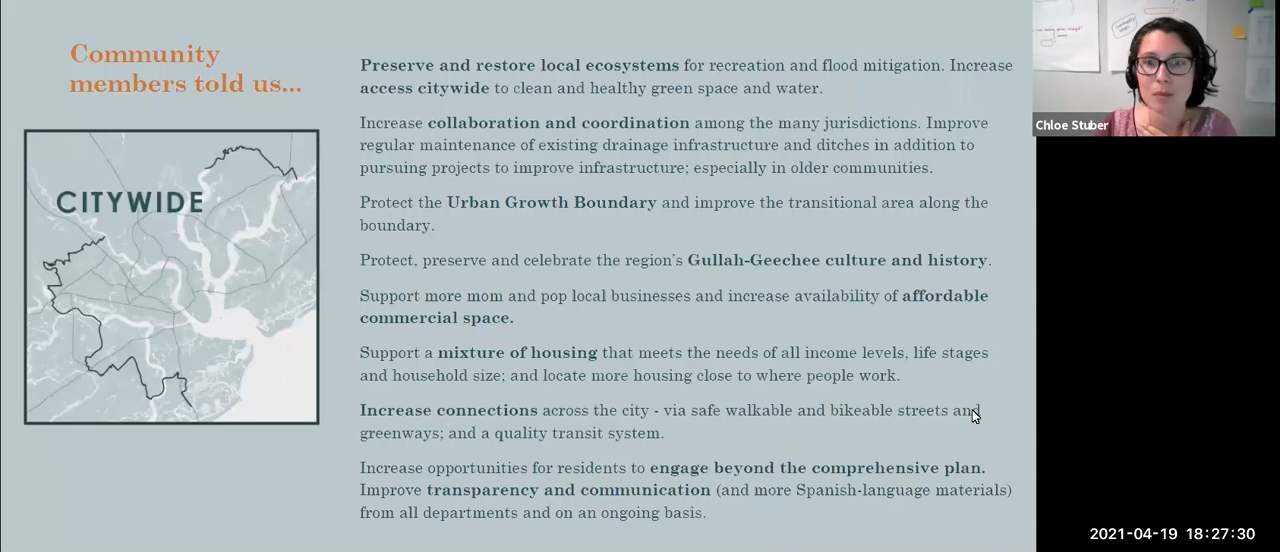 Community
members told us...
CITYWIDE
Preserve and restore local ecosystems for recreation and flood mitigation. Increase
access citywide to clean and healthy green space and water.
Increase collaboration and coordination among the many jurisdictions. Improve
regular maintenance of existing drainage infrastructure and ditches in addition to
pursuing projects to improve infrastructure; especially in older communities.
Protect the Urban Growth Boundary and improve the transitional area along the
boundary.
Protect, preserve and celebrate the region's Gullah-Geechee culture and history.
Support more mom and pop local businesses and increase availability of affordable
commercial space.
Support a mixture of housing that meets the needs of all income levels, life stages
and household size; and locate more housing close to where people work.
Increase connections across the city - via safe walkable and bikeable streets and
greenways; and a quality transit system.
Increase opportunities for residents to engage beyond the comprehensive plan.
Improve transparency and communication (and more Spanish-language materials)
from all departments and on an ongoing basis.
Chloe Stuber
2021-04-19 18:27:30